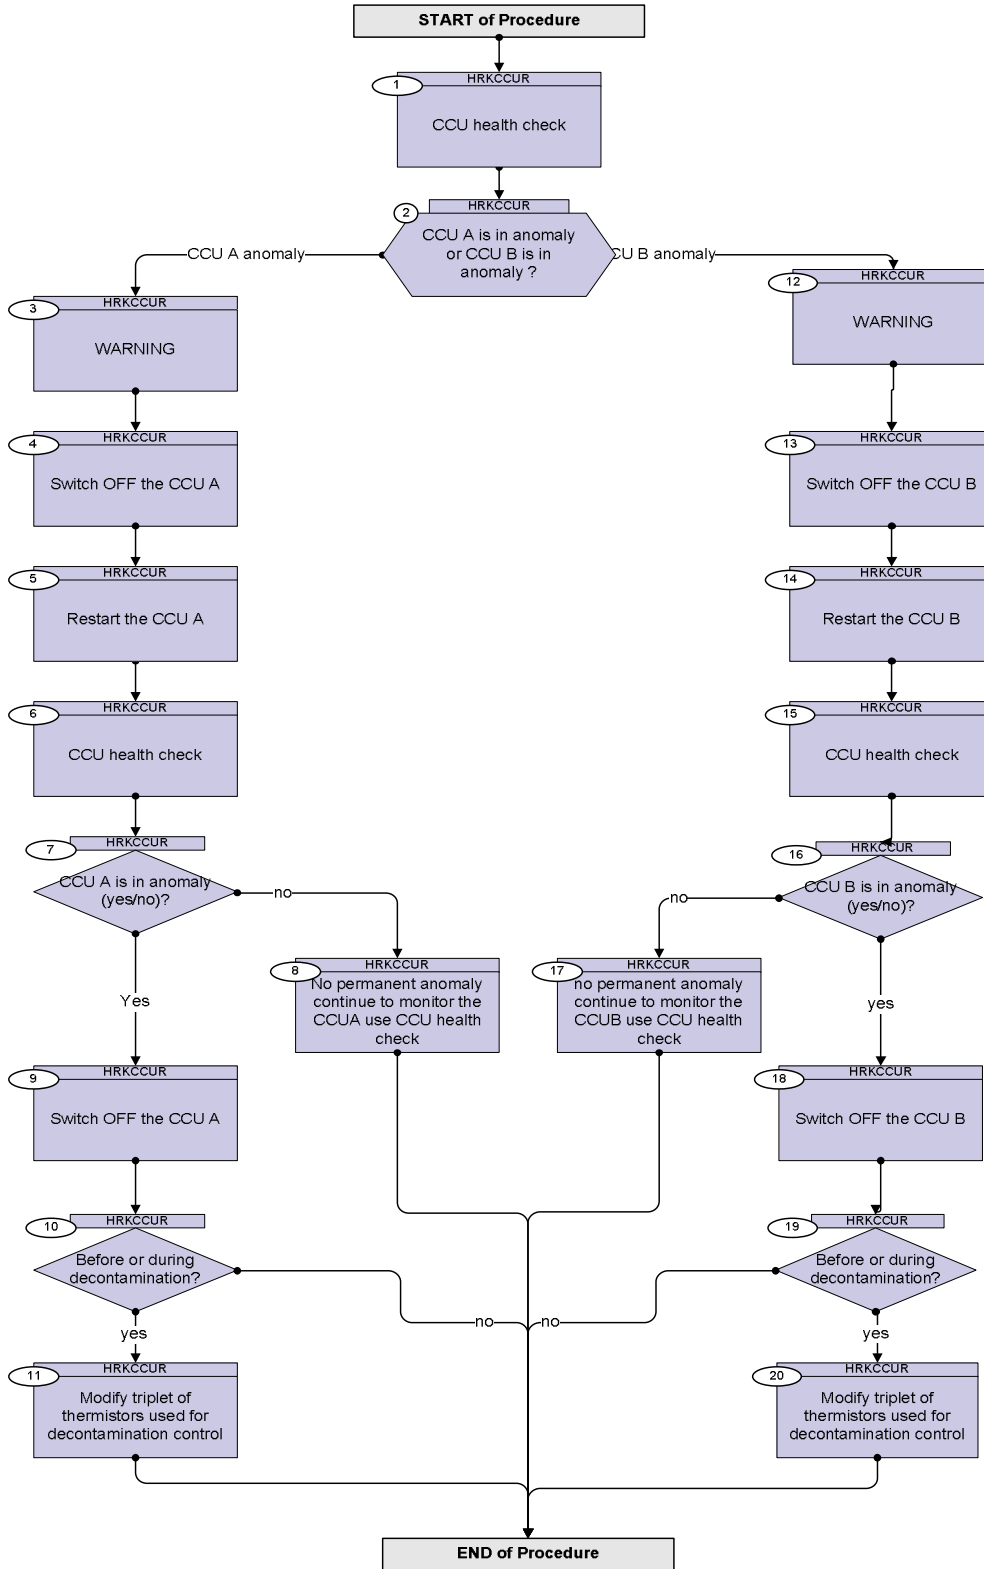 START of Procedure
HRKCCUR
1
CCU health check
HRKCCUR
2
CCU A is in anomaly
or CCU B is in
anomaly ?
CCU A anomaly
CU B anomaly
HRKCCUR
3
WARNING
HRKCCUR
12
WARNING
HRKCCUR
4
Switch OFF the CCU A
HRKCCUR
13
Switch OFF the CCU B
HRKCCUR
5
Restart the CCU A
HRKCCUR
14
Restart the CCU B
HRKCCUR
6
CCU health check
HRKCCUR
15
CCU health check
HRKCCUR
7
CCU A is in anomaly
(yes/no)?
no
Yes
HRKCCUR
16
CCU B is in anomaly
(yes/no)?
no
yes
HRKCCUR
8
No permanent anomaly
continue to monitor the
CCUA use CCU health
check
HRKCCUR
17
no permanent anomaly
continue to monitor the
CCUB use CCU health
check
HRKCCUR
9
Switch OFF the CCU A
HRKCCUR
18
Switch OFF the CCU B
HRKCCUR
10
Before or during
decontamination?
no
yes
HRKCCUR
19
Before or during
decontamination?
no
yes
HRKCCUR
11
Modify triplet of
thermistors used for
decontamination control
HRKCCUR
20
Modify triplet of
thermistors used for
decontamination control
END of Procedure